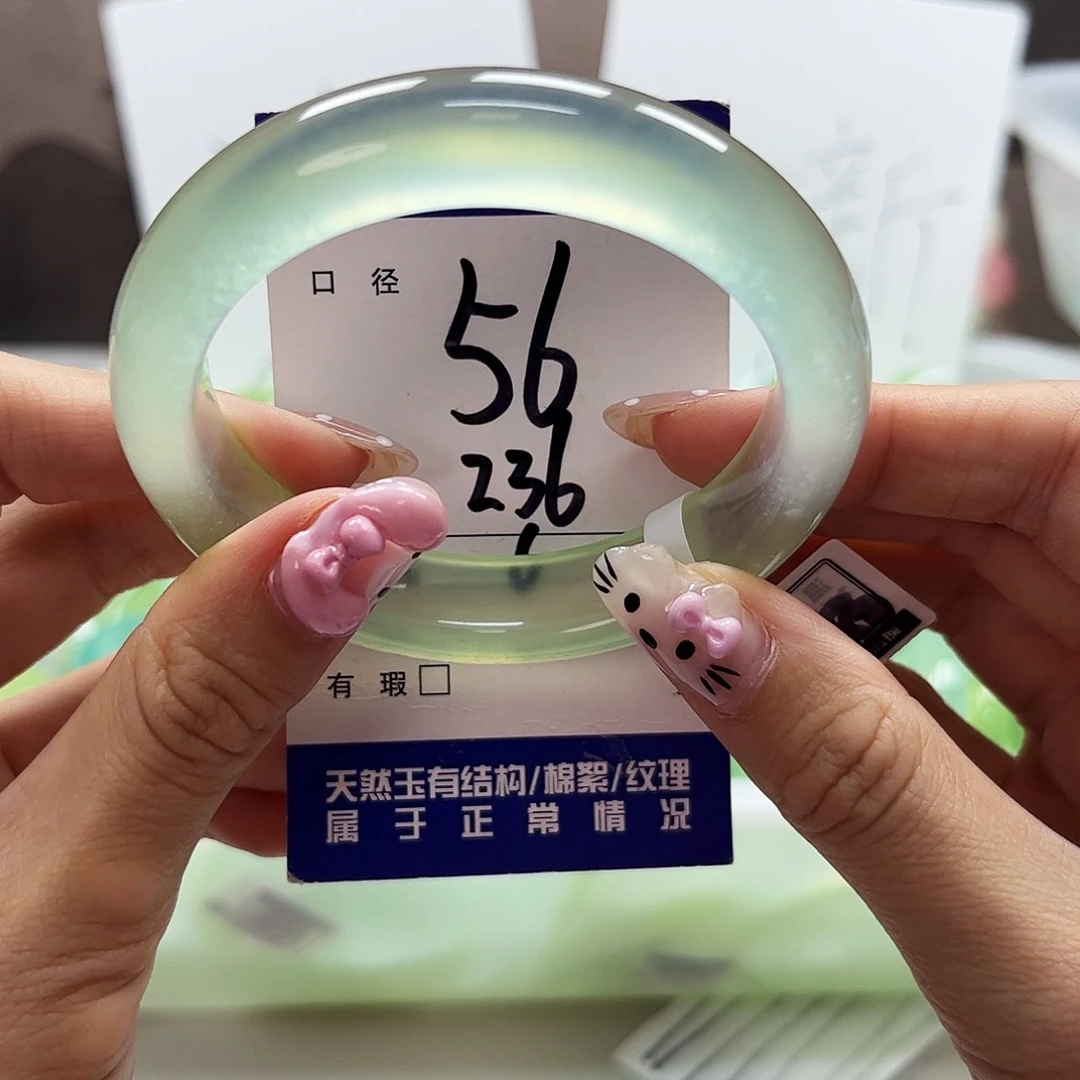 新
口 径
56
236
有 瑕
天然玉有结构/棉絮/纹理
属于正常情况